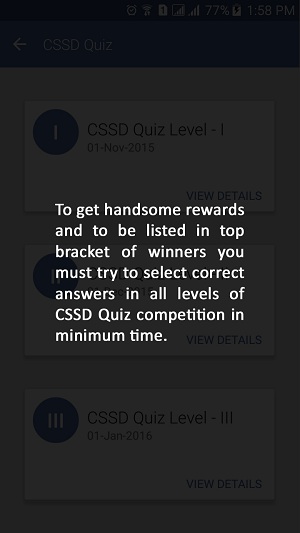 77% 1:58 PM
CSSD Quiz
I
CSSD Quiz Level - I
01-Nov-2015
VIEW DETAILS
To get handsome rewards
and to be listed in top
bracket of winners you
must try to select correct
answers in all levels of
CSSD Quiz competition in
minimum time.
VIEW DETAILS
III
CSSD Quiz Level - III
01-Jan-2016
VIEW DETAILS